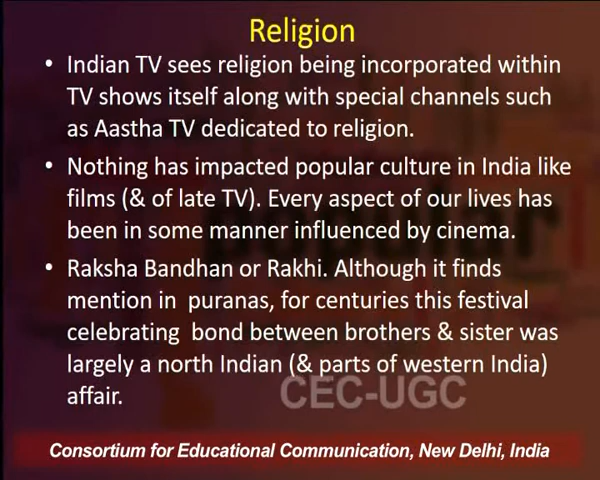 Religion
• Indian TV sees religion being incorporated within
TV shows itself along with special channels such
as Aastha TV dedicated to religion.
• Nothing has impacted popular culture in India like
films (& of late TV). Every aspect of our lives has
been in some manner influenced by cinema.
• Raksha Bandhan or Rakhi. Although it finds
mention in puranas, for centuries this festival
celebrating bond between brothers & sister was
largely a north Indian (& parts of western India)
affair.
CEC-UGC
Consortium for Educational Communication, New Delhi, India